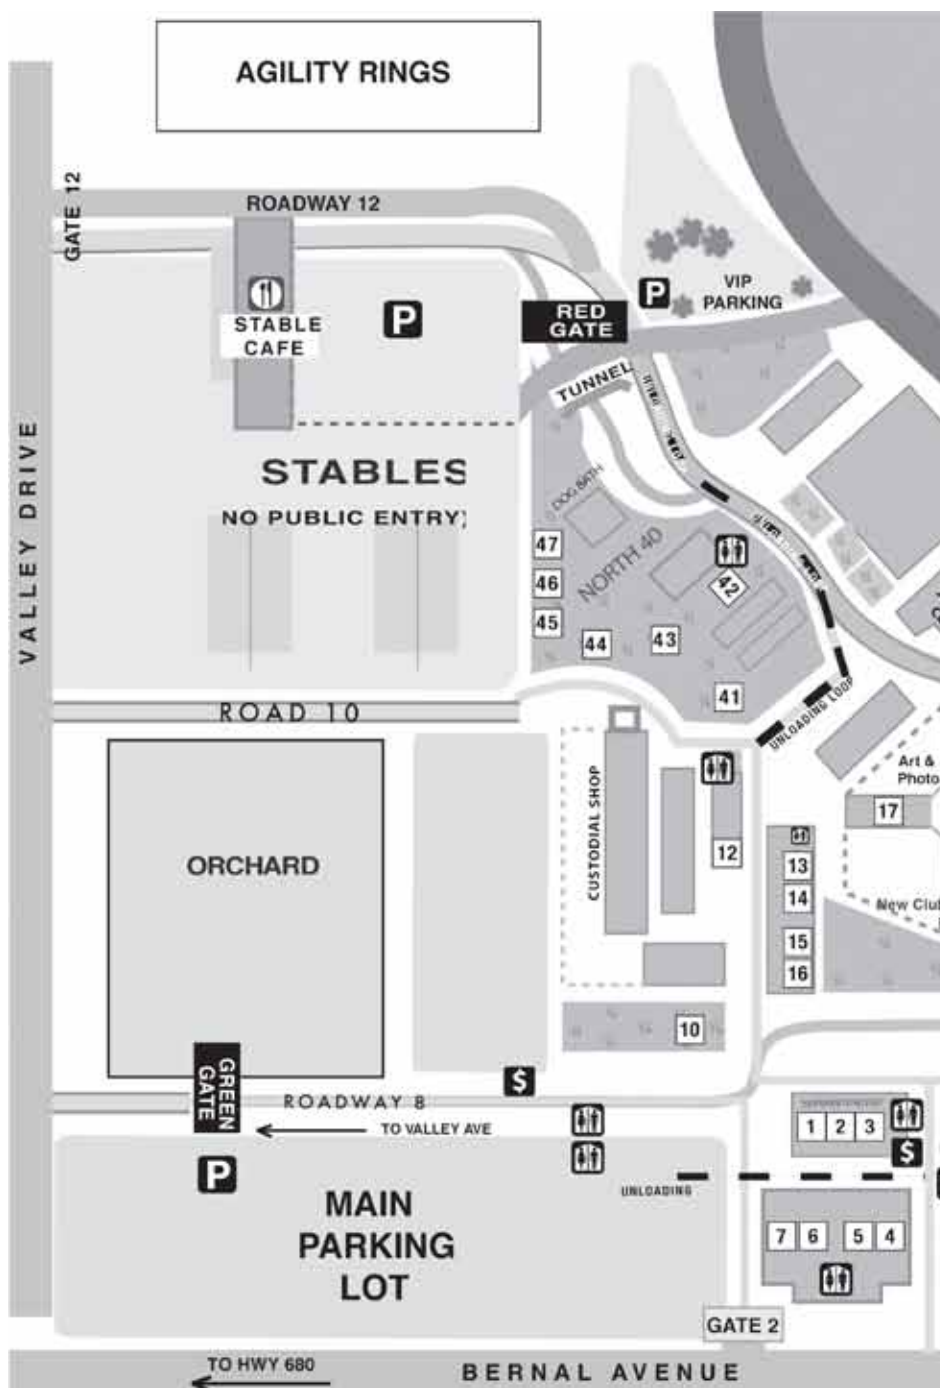 AGILITY RINGS
GATE 12
ROADWAY 12
VIP
PARKING
P
P
RED
GATE
STABLE
CAFE
TUNNEL
VALLEY DRIVE
STABLES
NO PUBLIC ENTRY)
DOG BATH
NORTH 40
47
46
45
44
43
42
41
UNLOADING LOOP
ROAD 10
Art &
Photo
17
CUSTODIAL SHOP
12
13
14
15
16
New Club
ORCHARD
10
GREEN
GATE
$
ROADWAY 8
TO VALLEY AVE
1 2 3
$
P
UNLOADING
MAIN
PARKING
LOT
7 6 5 4
GATE 2
TO HWY 680
BERNAL AVENUE